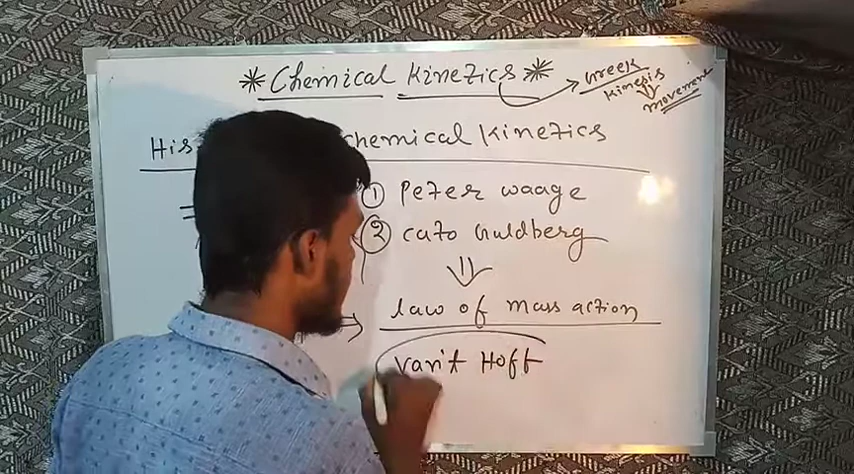 * Chemical Kinetics *
Greek
Kinesis
movement
His chemical Kinetics
① Peter waage
② cato Guldberg
law of mass action
Van't Hoff